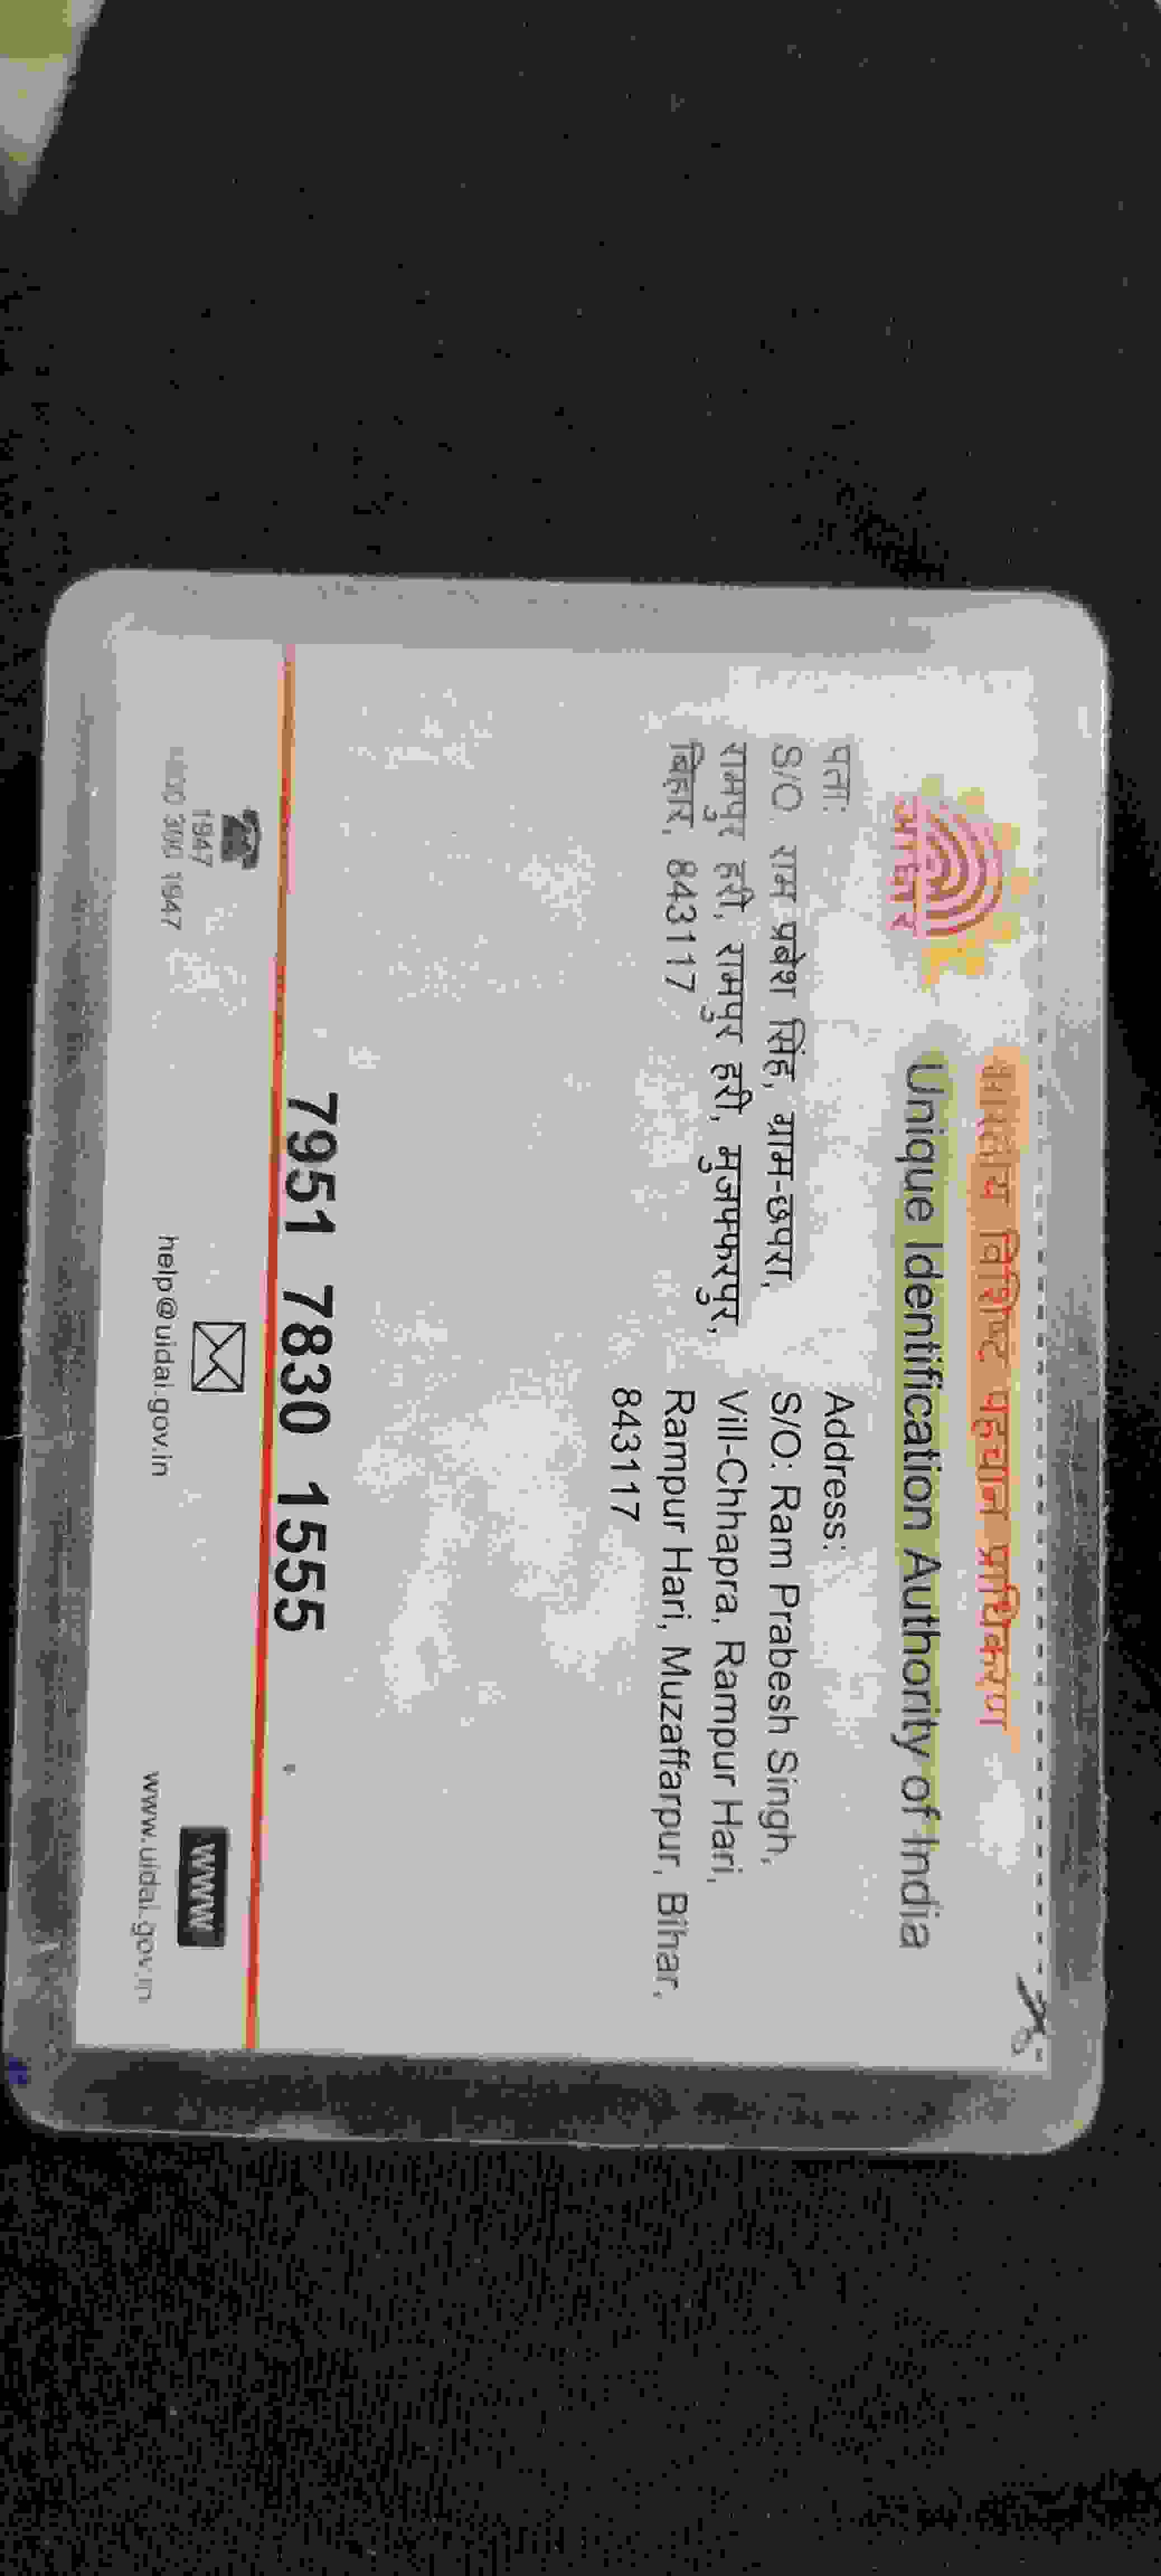 भारतीय विशिष्ट पहचान प्राधिकरण
Unique Identification Authority of India
आधार
पता:
S/O. राम प्रबेश सिंह, ग्राम-छपरा,
रामपुर हरी, रामपुर हरी, मुजफ्फरपुर,
बिहार, 843117
Address:
S/O: Ram Prabesh Singh,
Vill-Chhapra, Rampur Hari,
Rampur Hari, Muzaffarpur, Bihar,
843117
7951 7830 1555
1947
300 1947
help@uidai.gov.in
www
www.uidai.gov.in